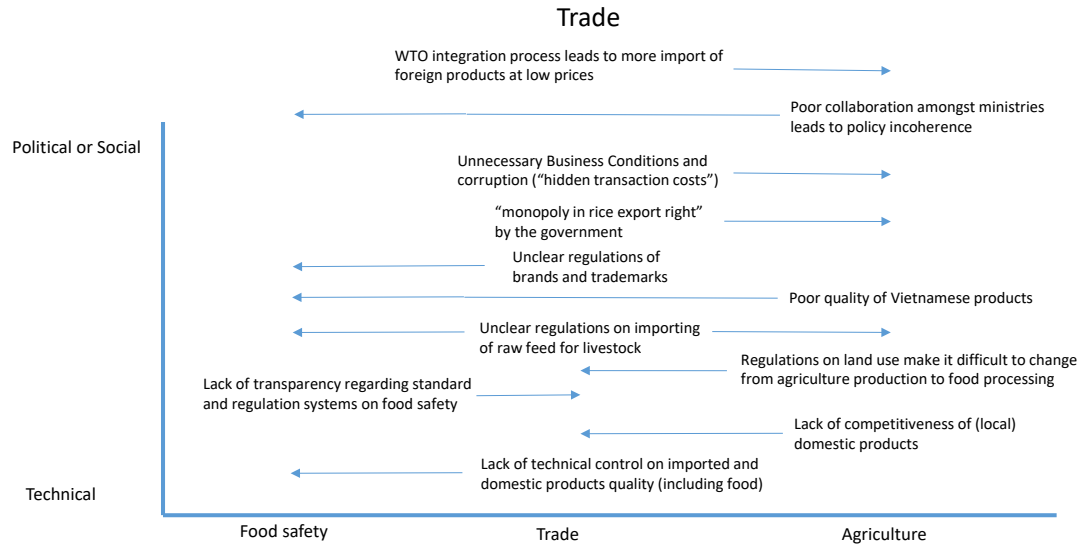 Trade
WTO integration process leads to more import of
foreign products at low prices
Poor collaboration amongst ministries
leads to policy incoherence
Political or Social
Unnecessary Business Conditions and
corruption (“hidden transaction costs”)
“monopoly in rice export right”
by the government
Unclear regulations of
brands and trademarks
Poor quality of Vietnamese products
Unclear regulations on importing
of raw feed for livestock
Regulations on land use make it difficult to change
from agriculture production to food processing
Lack of transparency regarding standard
and regulation systems on food safety
Lack of competitiveness of (local)
domestic products
Lack of technical control on imported and
domestic products quality (including food)
Technical
Food safety
Trade
Agriculture